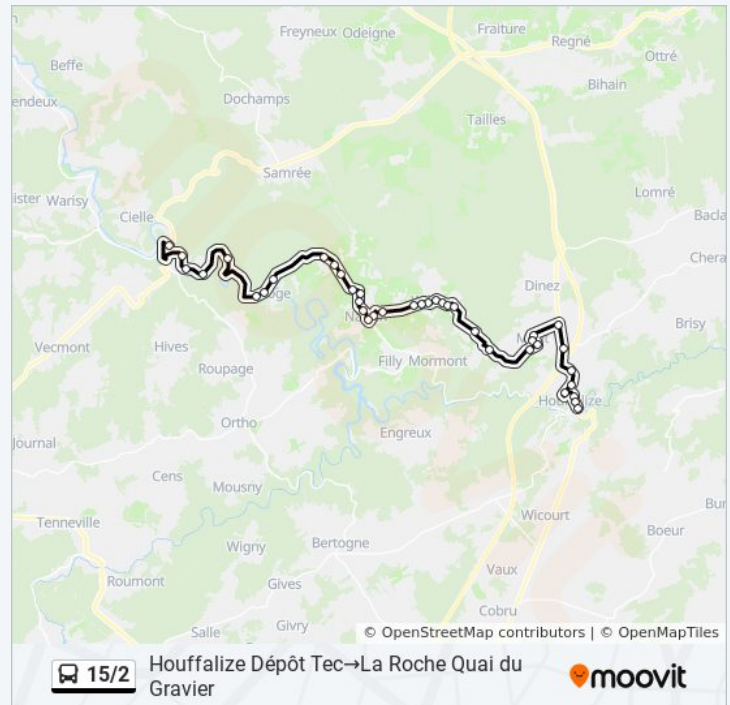 Freyneux Odeigne
Fraiture
Regné
Ottré
Beffe
Bihain
endeux
Dochamps
Tailles
Samrée
Lomré
ister Warisy
Cielle
Bacla
Chera
Dinez
Brisy
Vecmont
Hives
Filly Mormont
Roupage
Ortho
Engreux
Journal
Cens
Mousny
Tenneville
Wicourt
Bur
Boeur
Wigny
Bertogne
Roumont
Gives
Vaux
Cobru
Salle
Givry
© OpenStreetMap contributors | © OpenMapTiles
15/2
Houffalize Dépôt Tec→La Roche Quai du
Gravier
moovit